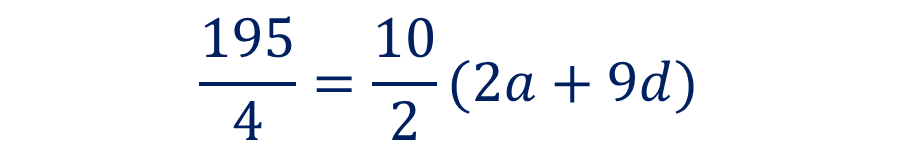 195/4 = 10/2 (2a + 9d)